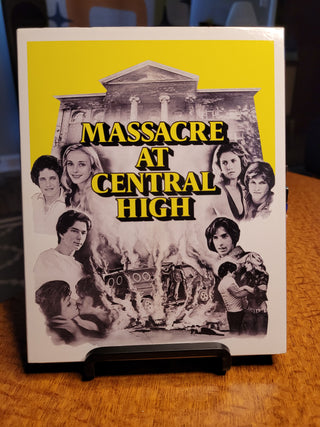 MASSACRE
AT
CENTRAL
HIGH